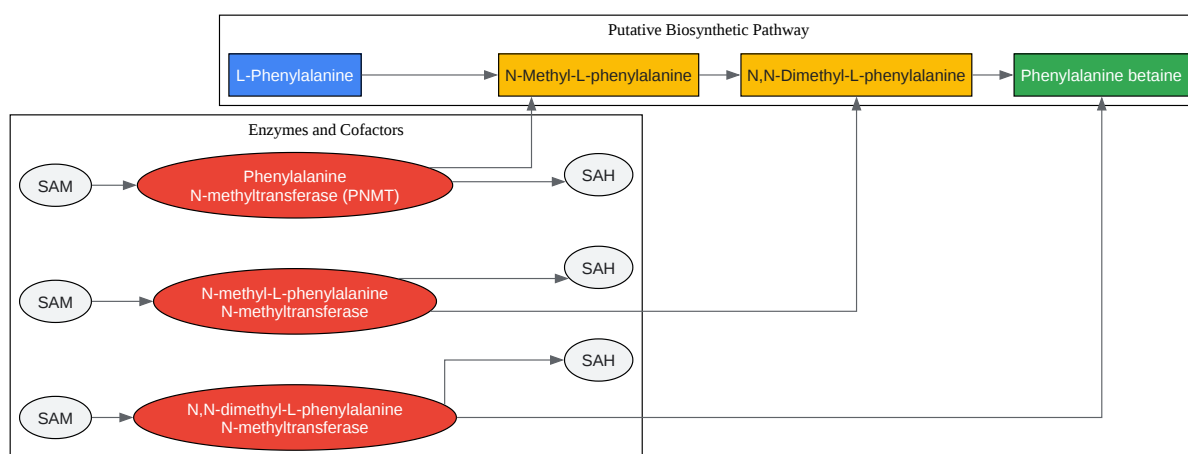 Putative Biosynthetic Pathway
L-Phenylalanine
N-Methyl-L-phenylalanine
N,N-Dimethyl-L-phenylalanine
Phenylalanine betaine
Enzymes and Cofactors
SAM
Phenylalanine
N-methyltransferase (PNMT)
SAH
SAM
N-methyl-L-phenylalanine
N-methyltransferase
SAH
SAM
N,N-dimethyl-L-phenylalanine
N-methyltransferase
SAH